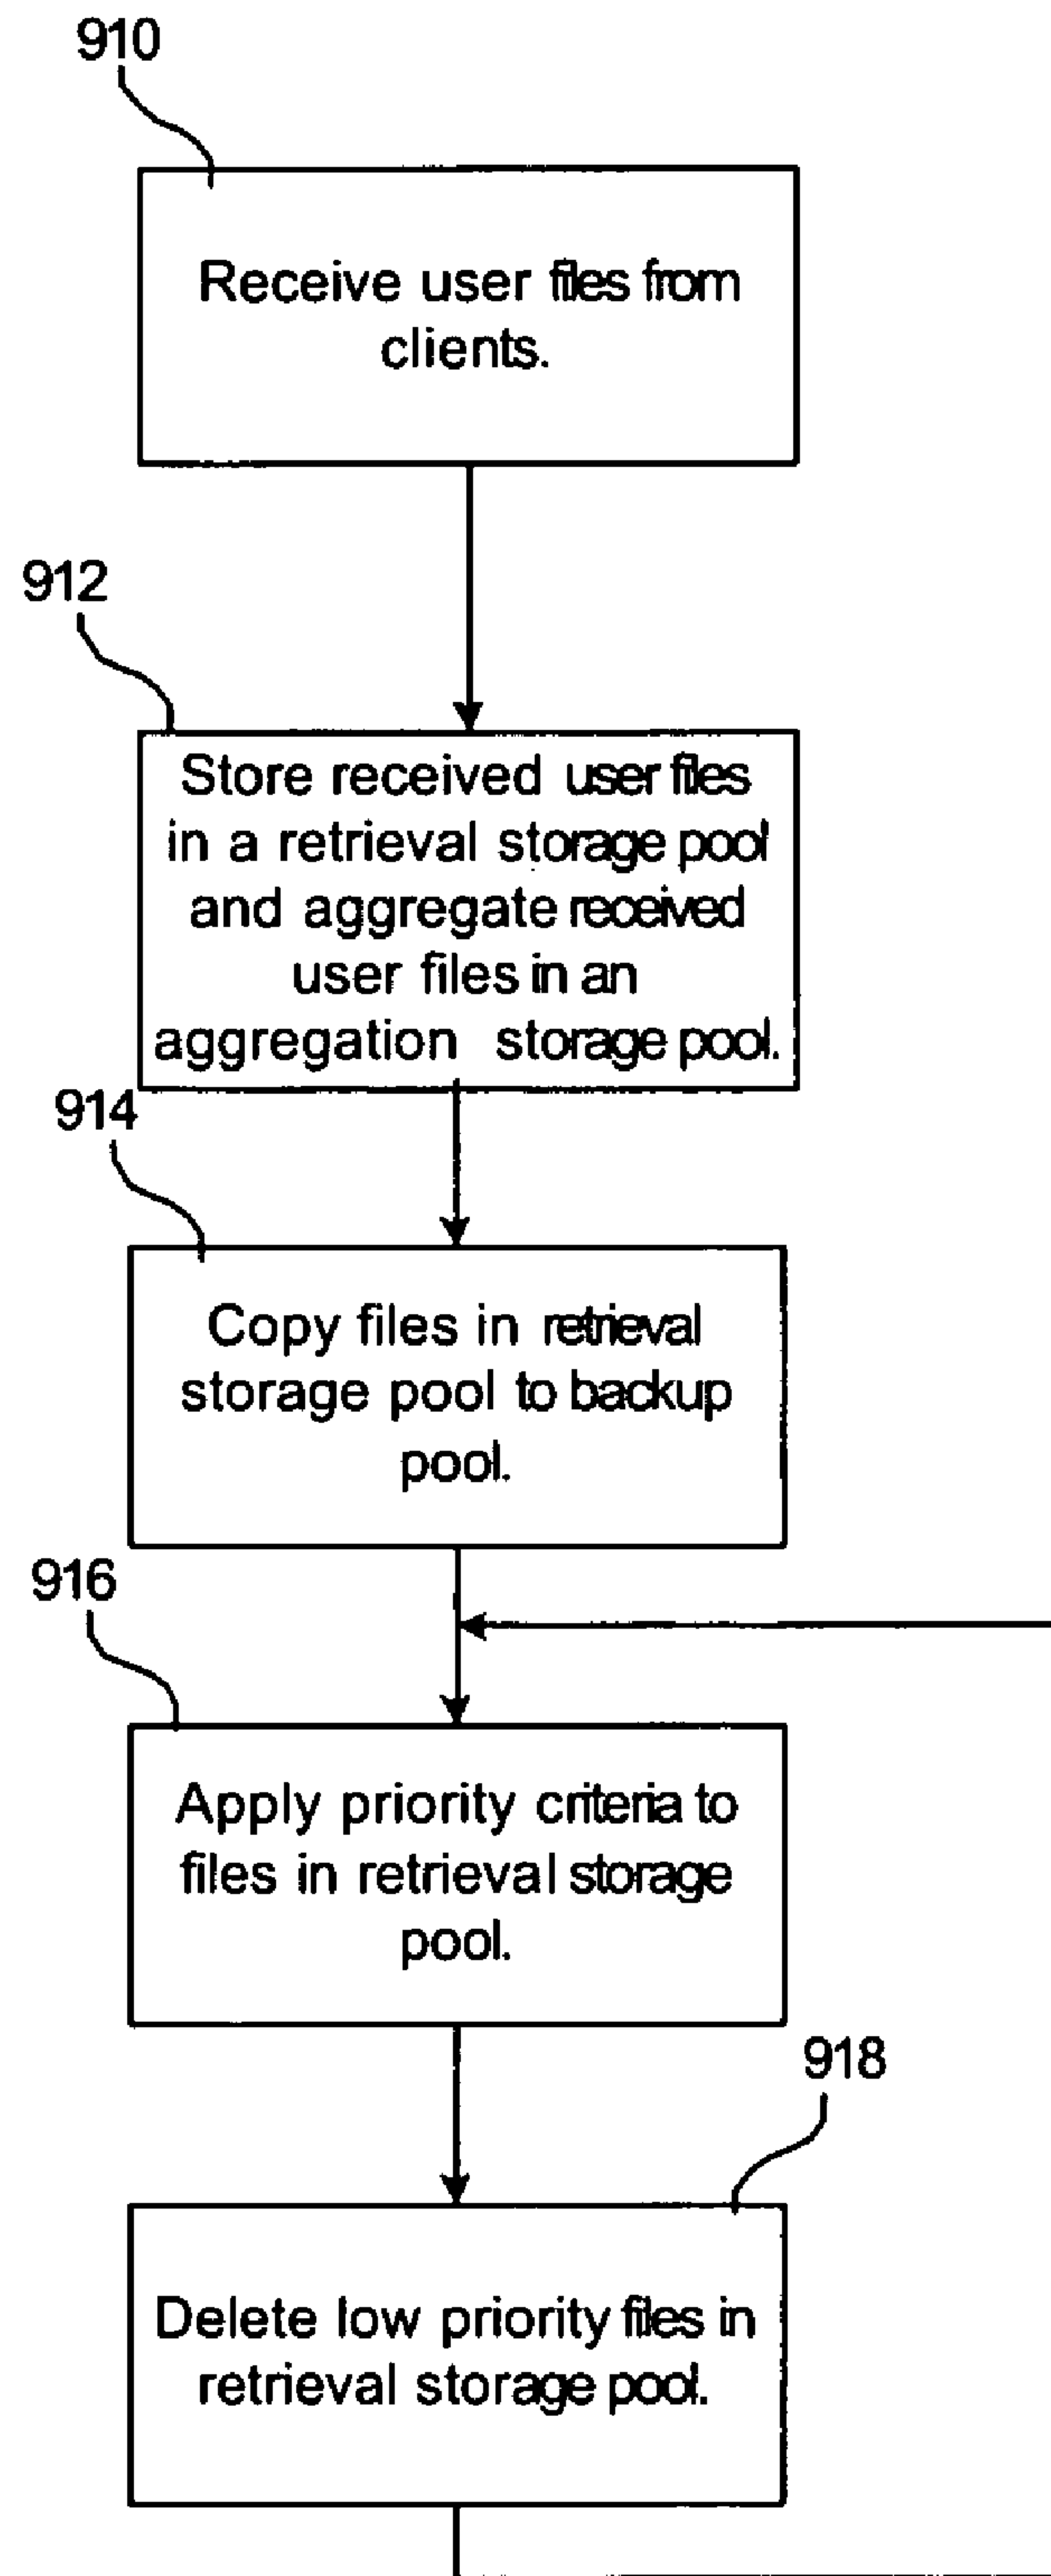 910
Receive user files from
clients.
912
Store received user files
in a retrieval storage pool
and aggregate received
user files in an
aggregation storage pool.
914
Copy files in retrieval
storage pool to backup
pool.
916
Apply priority criteria to
files in retrieval storage
pool.
918
Delete low priority files in
retrieval storage pool.